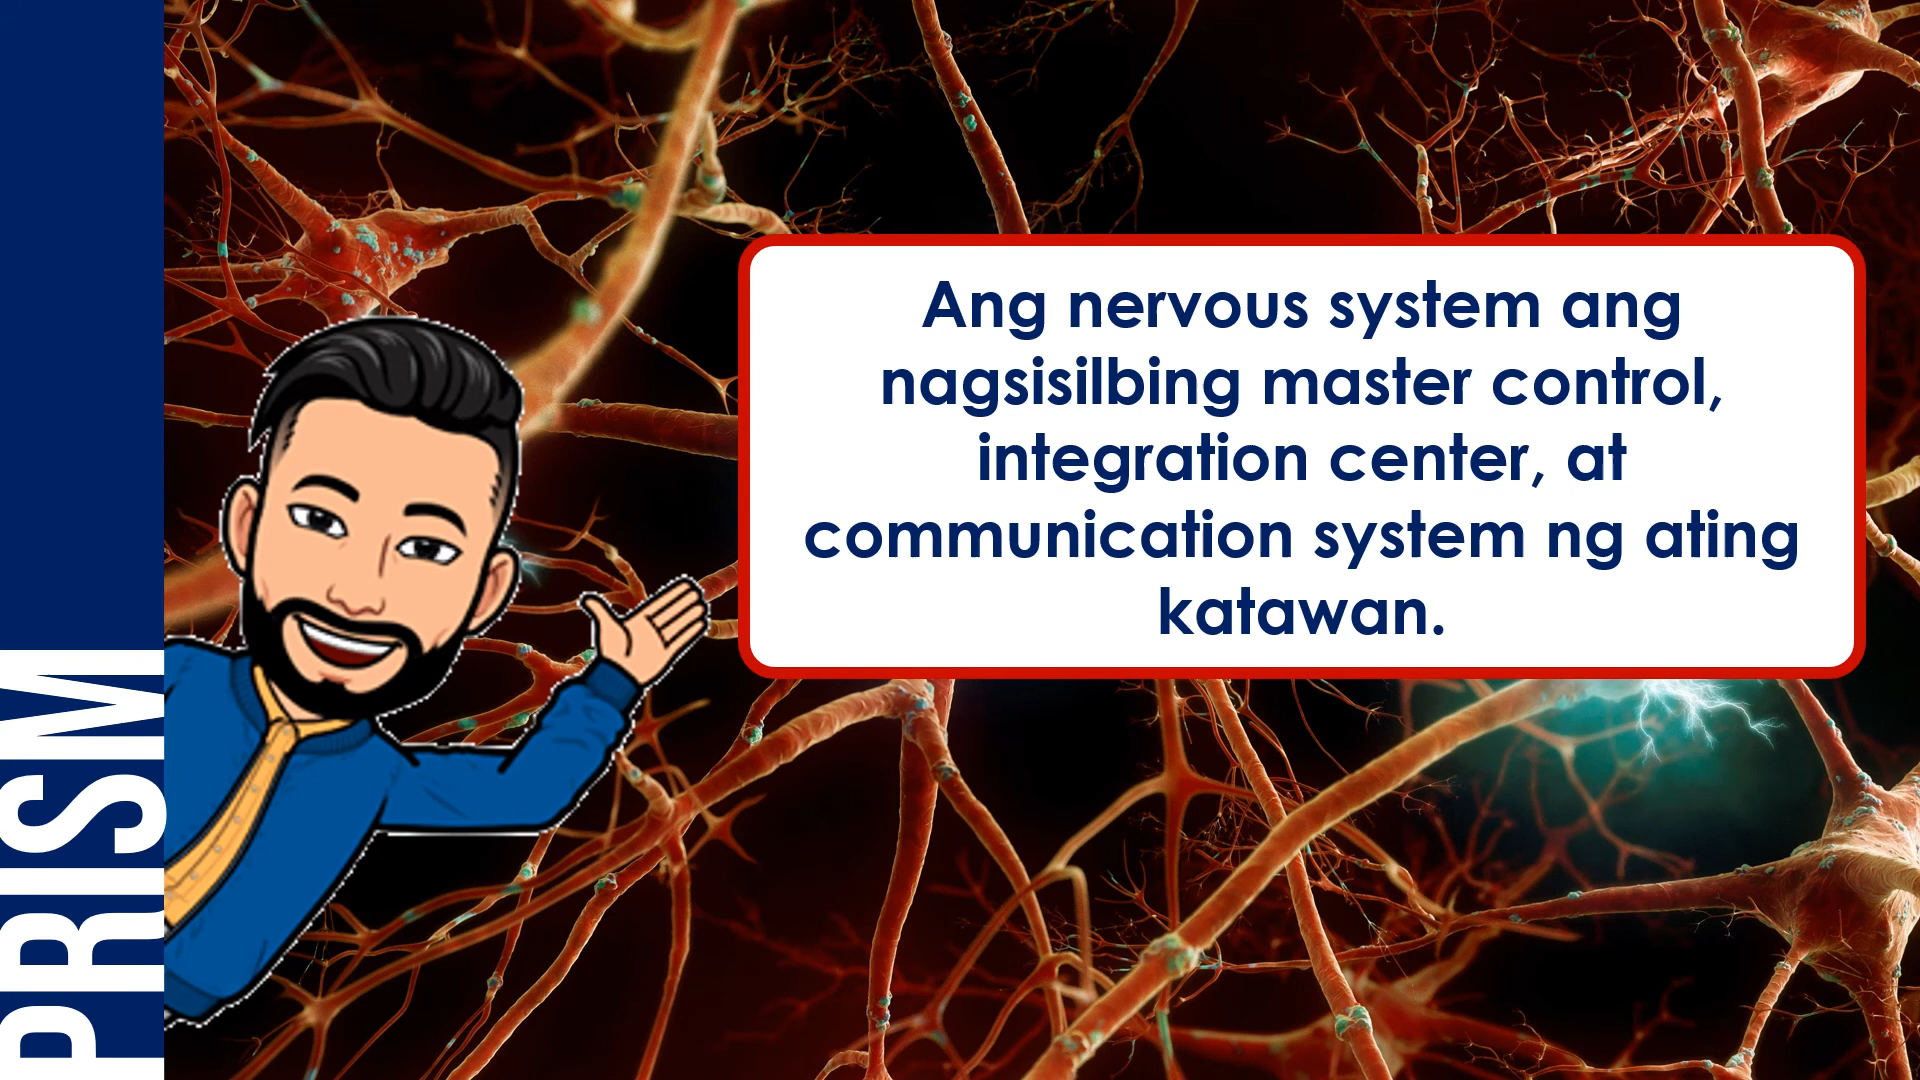 PRISM
Ang nervous system ang
nagsisilbing master control,
integration center, at
communication system ng ating
katawan.